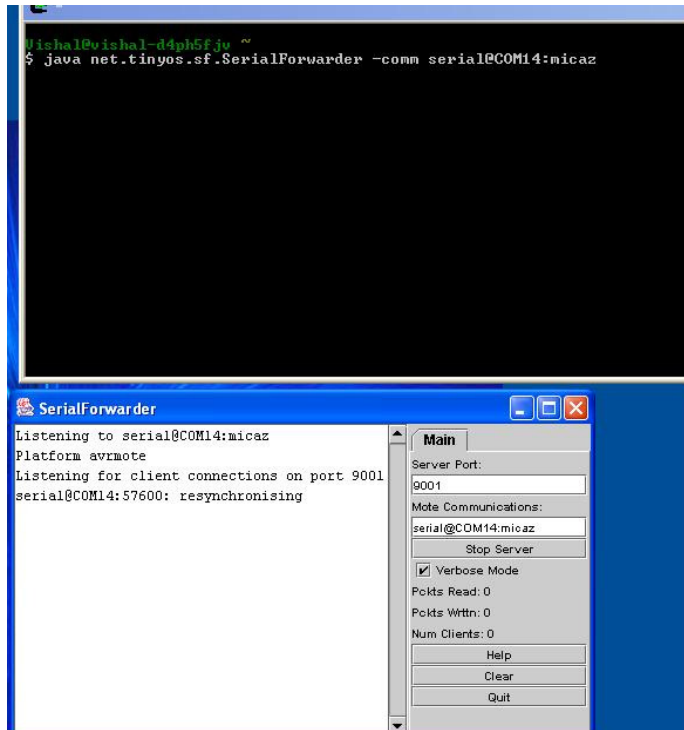 Vishal@vishal-d4ph5fjv ~
$ java net.tinyos.sf.SerialForwarder -comm serial@COM14:micaz
SerialForwarder
Listening to serial@COM14:micaz
Platform avrmote
Listening for client connections on port 9001
serial@COM14:57600: resynchronising
Main
Server Port:
9001
Mote Communications:
serial@COM14:micaz
Stop Server
Verbose Mode
Pckts Read: 0
Pckts Wrttn: 0
Num Clients: 0
Help
Clear
Quit